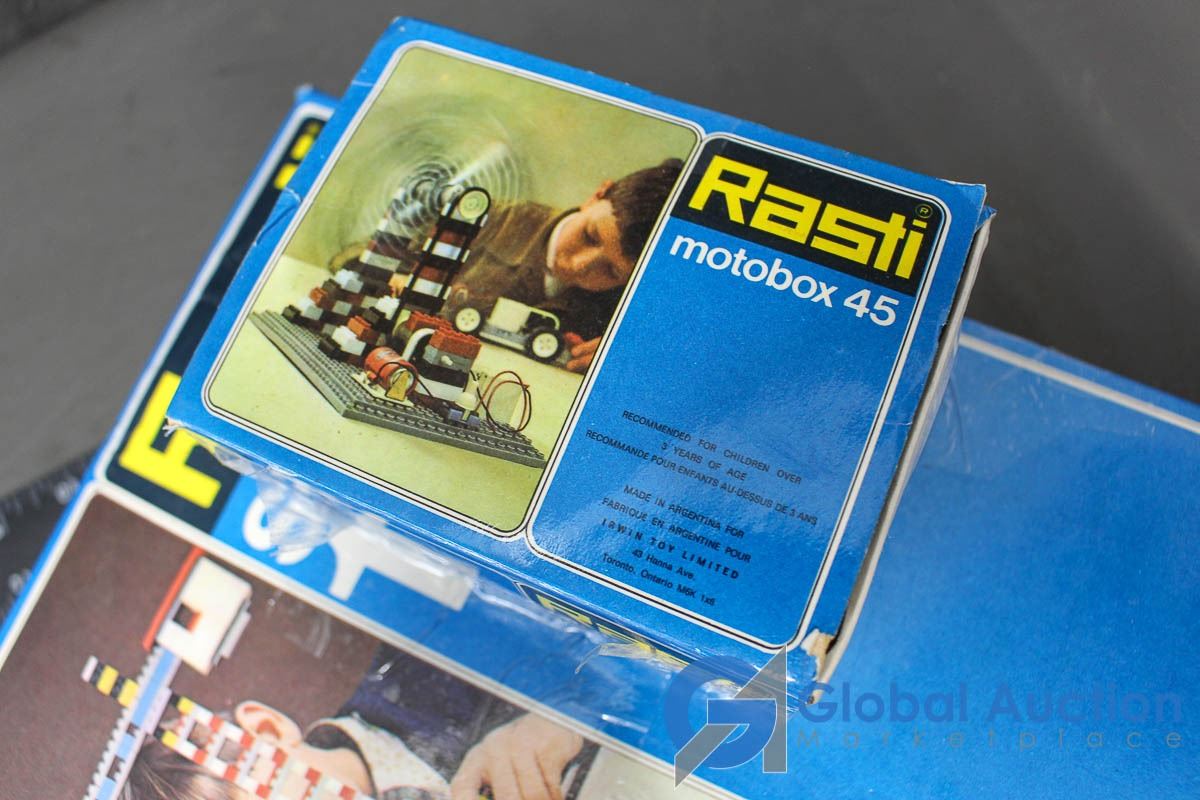 Rasti ®
motobox 45
RECOMMENDED FOR CHILDREN OVER
3 YEARS OF AGE
RECOMMANDE POUR ENFANTS AU-DESSUS DE 3 ANS
MADE IN ARGENTINA FOR
FABRIQUE EN ARGENTINE POUR
IRWIN TOY LIMITED
43 Hanna Ave.
Toronto, Ontario M6K 1x6
Global Auction
Marketplace